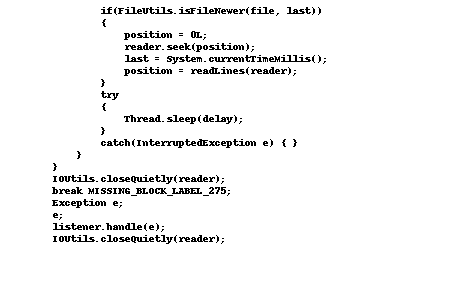 if(FileUtils.isFileNewer(file, last))
{
position = 0L;
reader.seek(position);
last = System.currentTimeMillis();
position = readLines(reader);
}
try
{
Thread.sleep(delay);
}
catch(InterruptedException e) { }
}
}
IOUtils.closeQuietly(reader);
break MISSING_BLOCK_LABEL_275;
Exception e;
e;
listener.handle(e);
IOUtils.closeQuietly(reader);